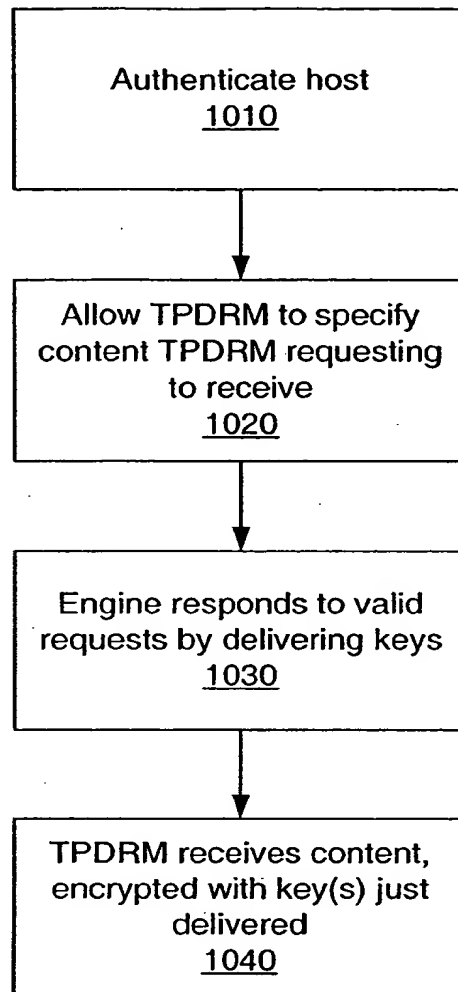 Authenticate host
1010
Allow TPDRM to specify
content TPDRM requesting
to receive
1020
Engine responds to valid
requests by delivering keys
1030
TPDRM receives content,
encrypted with key(s) just
delivered
1040